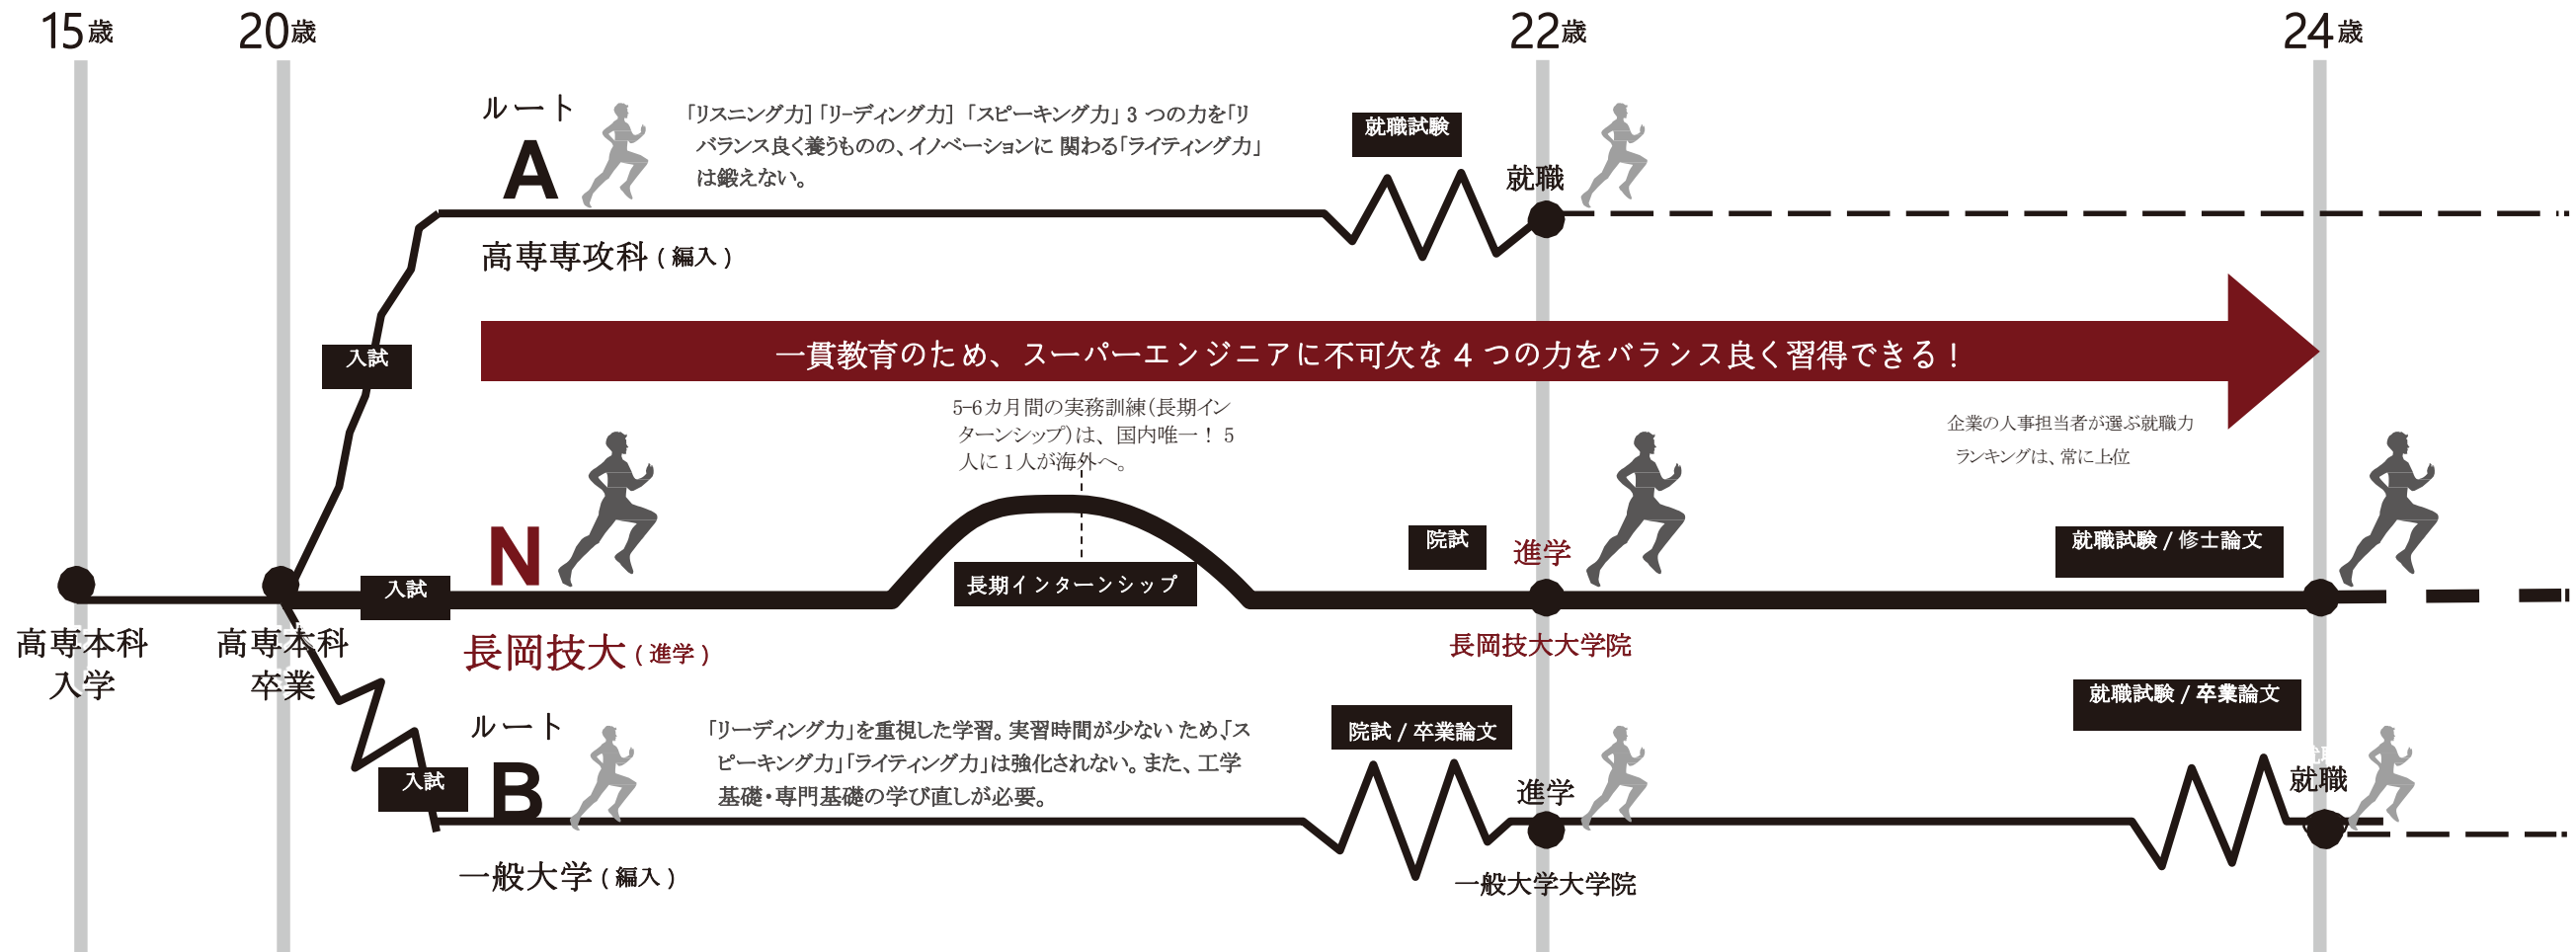 15歳
20歳
22歳
24歳
ルート
A
「リスニング力］「リーディング力］「スピーキング力」3 つの力を「リ
バランス良く養うものの、イノベーションに 関わる「ライティング力」
は鍛えない。
就職試験
就職
高専専攻科 ( 編入 )
入試
一貫教育のため、スーパーエンジニアに不可欠な 4 つの力をバランス良く習得できる！
5-6カ月間の実務訓練（長期イン
ターンシップ）は、国内唯一！ 5
人に1人が海外へ。
企業の人事担当者が選ぶ就職力
ランキングは、常に上位
N
入試
長期インターンシップ
院試
進学
就職試験 / 修士論文
高専本科
入学
高専本科
卒業
長岡技大 ( 進学 )
長岡技大大学院
ルート
B
入試
「リーディング力」を重視した学習。実習時間が少ない ため、「ス
ピーキング力」「ライティング力」は強化されない。また、工学
基礎・専門基礎の学び直しが必要。
院試 / 卒業論文
進学
就職試験 / 卒業論文
就職
一般大学 ( 編入 )
一般大学大学院